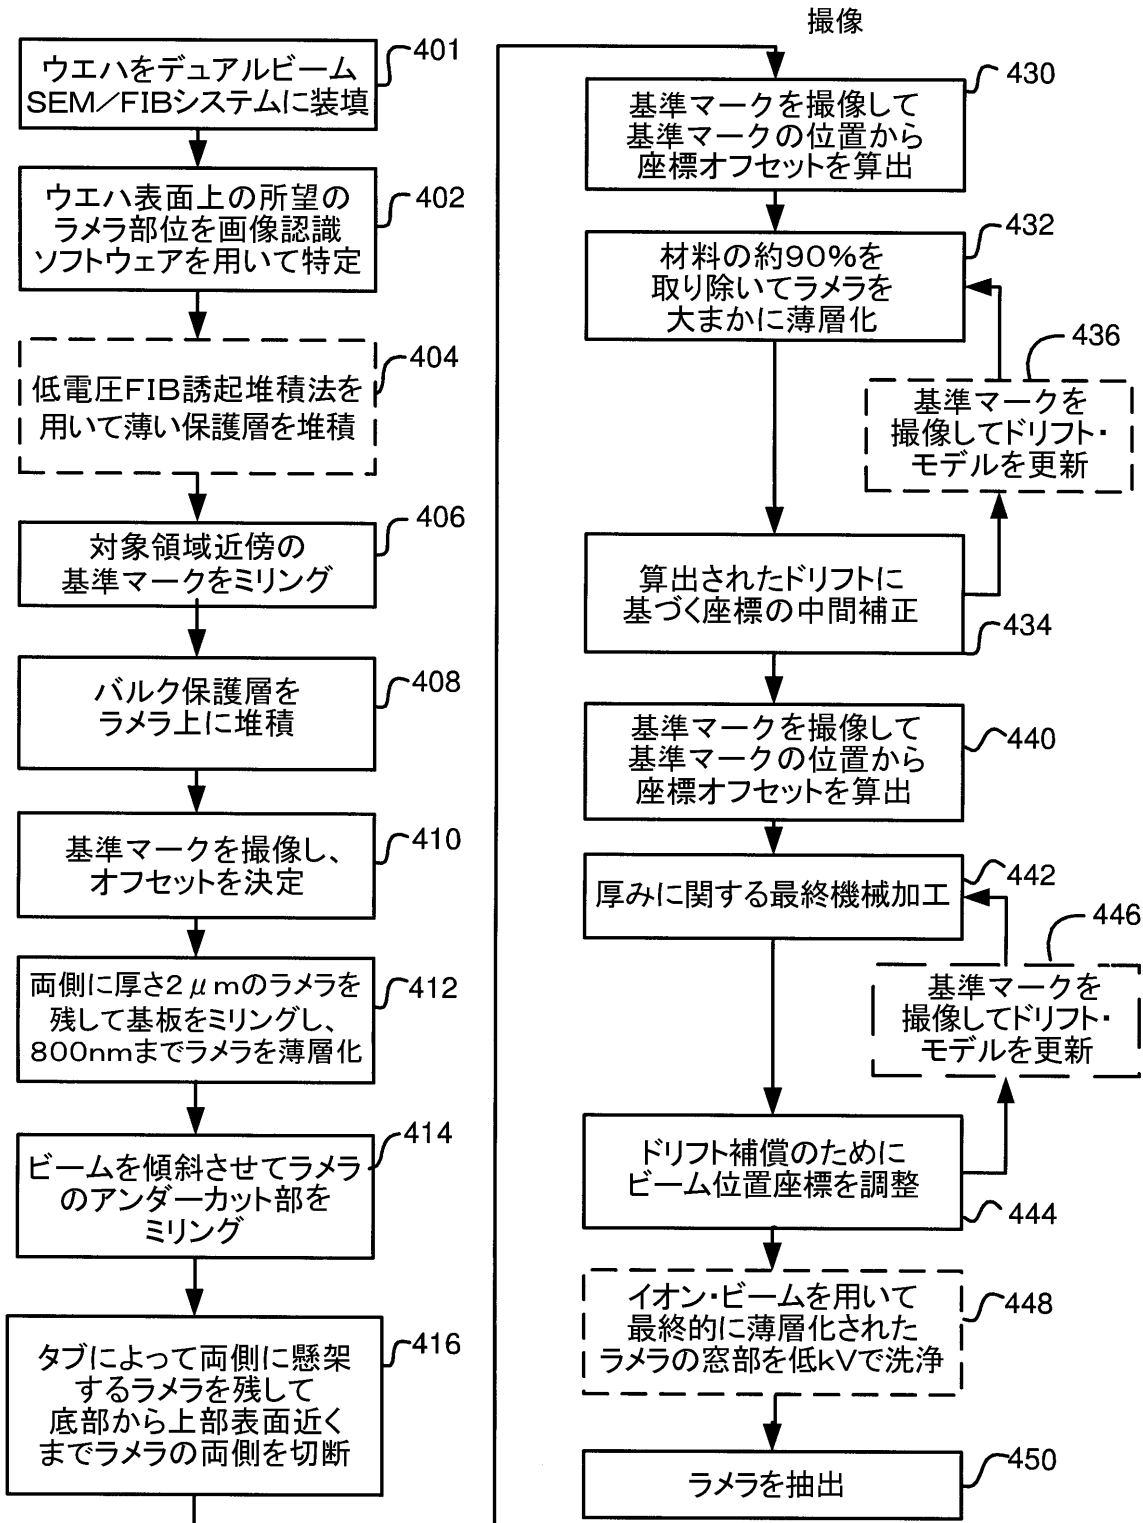 ウエハをデュアルビーム
SEM/FIBシステムに装填
401
ウエハ表面上の所望の
ラメラ部位を画像認識
ソフトウェアを用いて特定
402
低電圧FIB誘起堆積法を
用いて薄い保護層を堆積
404
対象領域近傍の
基準マークをミリング
406
バルク保護層を
ラメラ上に堆積
408
基準マークを撮像し、
オフセットを決定
410
両側に厚さ2μmのラメラを
残して基板をミリングし、
800nmまでラメラを薄層化
412
ビームを傾斜させてラメラ
のアンダーカット部を
ミリング
414
タブによって両側に懸架
するラメラを残して
底部から上部表面近く
までラメラの両側を切断
416
撮像
基準マークを撮像して
基準マークの位置から
座標オフセットを算出
430
材料の約90%を
取り除いてラメラを
大まかに薄層化
432
基準マークを
撮像してドリフト・
モデルを更新
436
算出されたドリフトに
基づく座標の中間補正
434
基準マークを撮像して
基準マークの位置から
座標オフセットを算出
440
厚みに関する最終機械加工
442
基準マークを
撮像してドリフト・
モデルを更新
446
ドリフト補償のために
ビーム位置座標を調整
444
イオン・ビームを用いて
最終的に薄層化された
ラメラの窓部を低kVで洗浄
448
ラメラを抽出
450